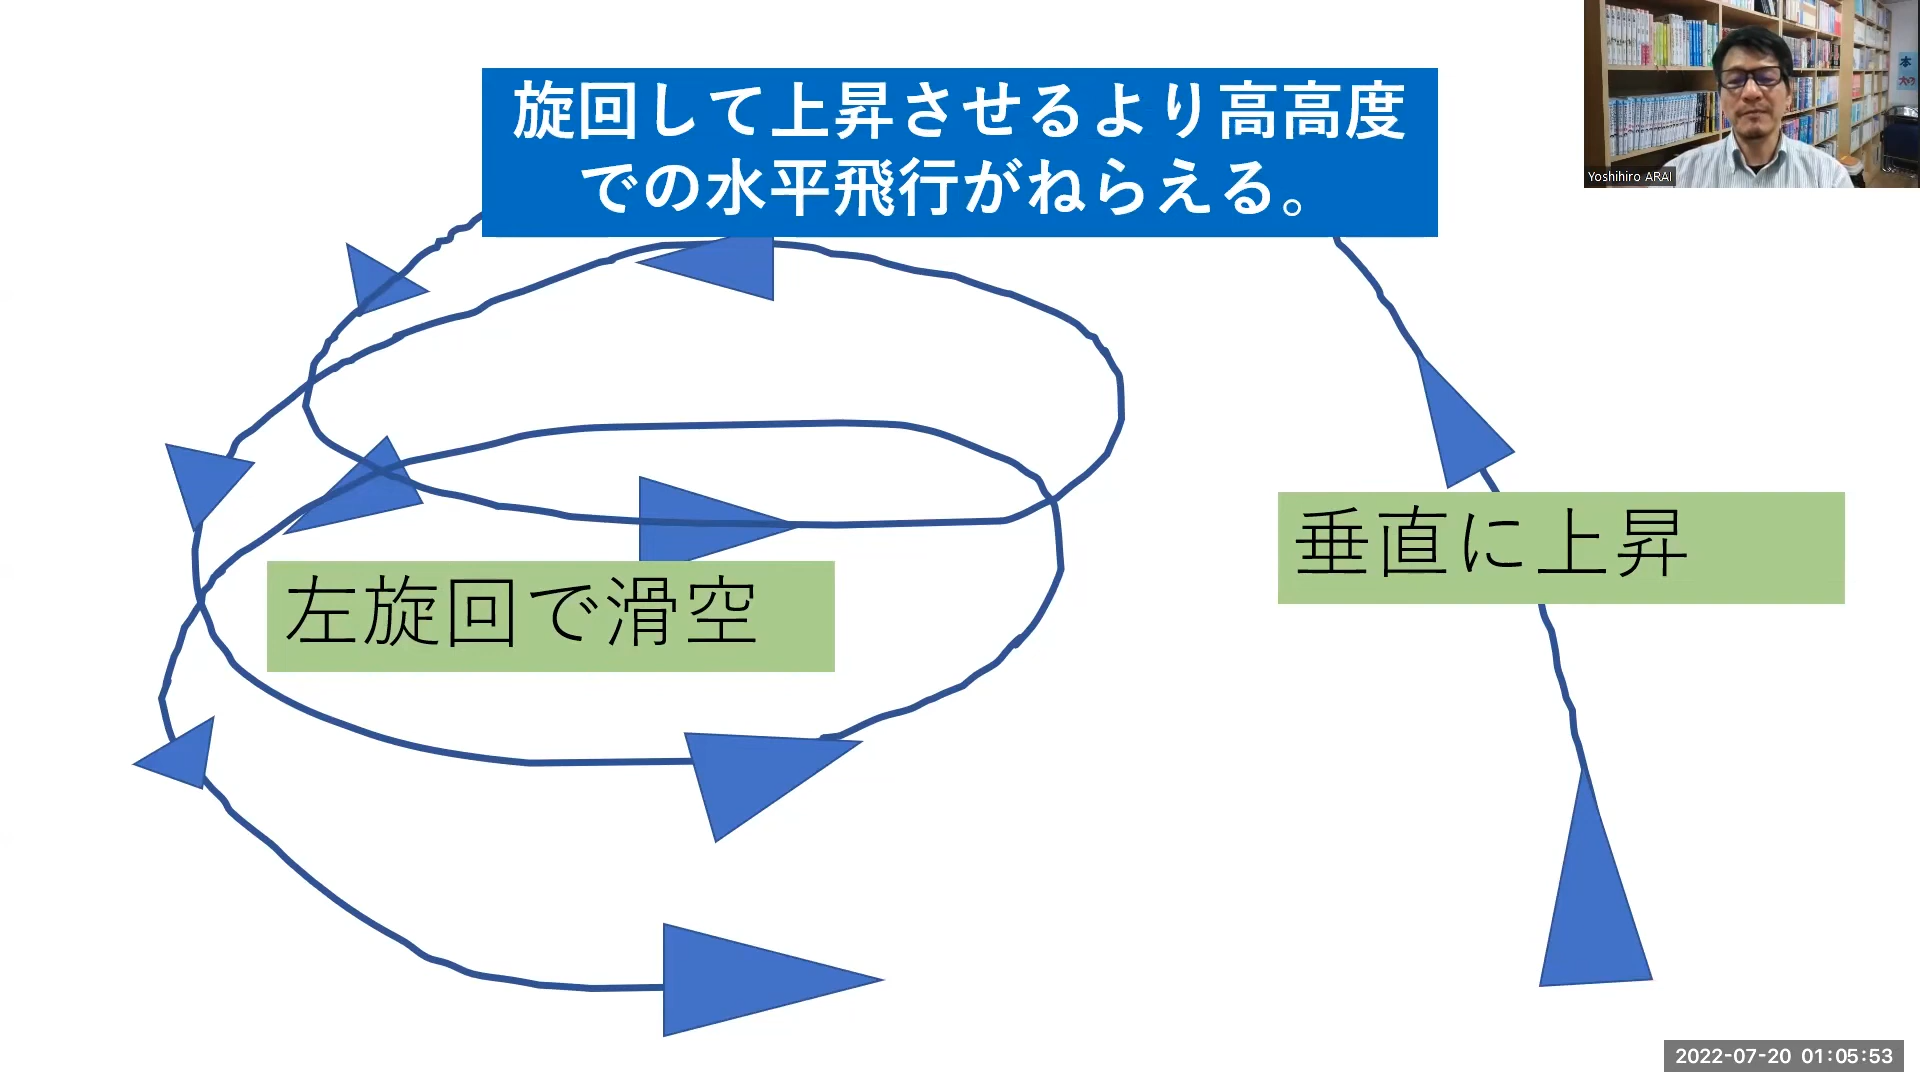 旋回して上昇させるより高高度
での水平飛行がねらえる。
Yoshihiro ARAI
垂直に上昇
左旋回で滑空
2022-07-20 01:05:53